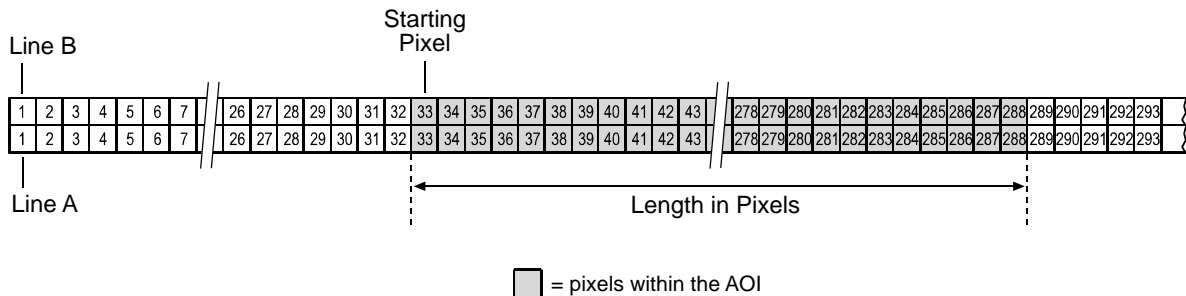 Starting
Pixel
Line B
1 2 3 4 5 6 7 26 27 28 29 30 31 32 33 34 35 36 37 38 39 40 41 42 43 278 279 280 281 282 283 284 285 286 287 288 289 290 291 292 293
1 2 3 4 5 6 7 26 27 28 29 30 31 32 33 34 35 36 37 38 39 40 41 42 43 278 279 280 281 282 283 284 285 286 287 288 289 290 291 292 293
Line A
Length in Pixels
= pixels within the AOI